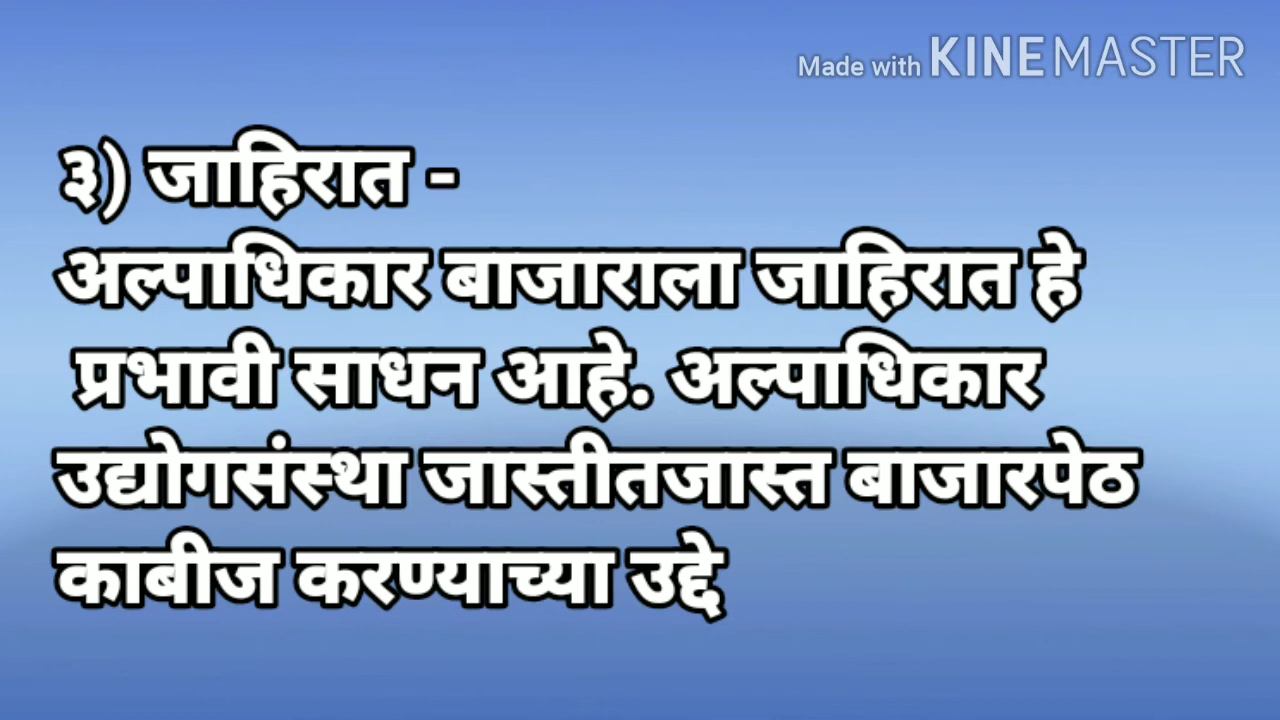 Made with KINEMASTER
३) जाहिरात -
अल्पाधिकार बाजाराला जाहिरात हे
प्रभावी साधन आहे. अल्पाधिकार
उद्योगसंस्था जास्तीतजास्त बाजारपेठ
काबीज करण्याच्या उद्दे